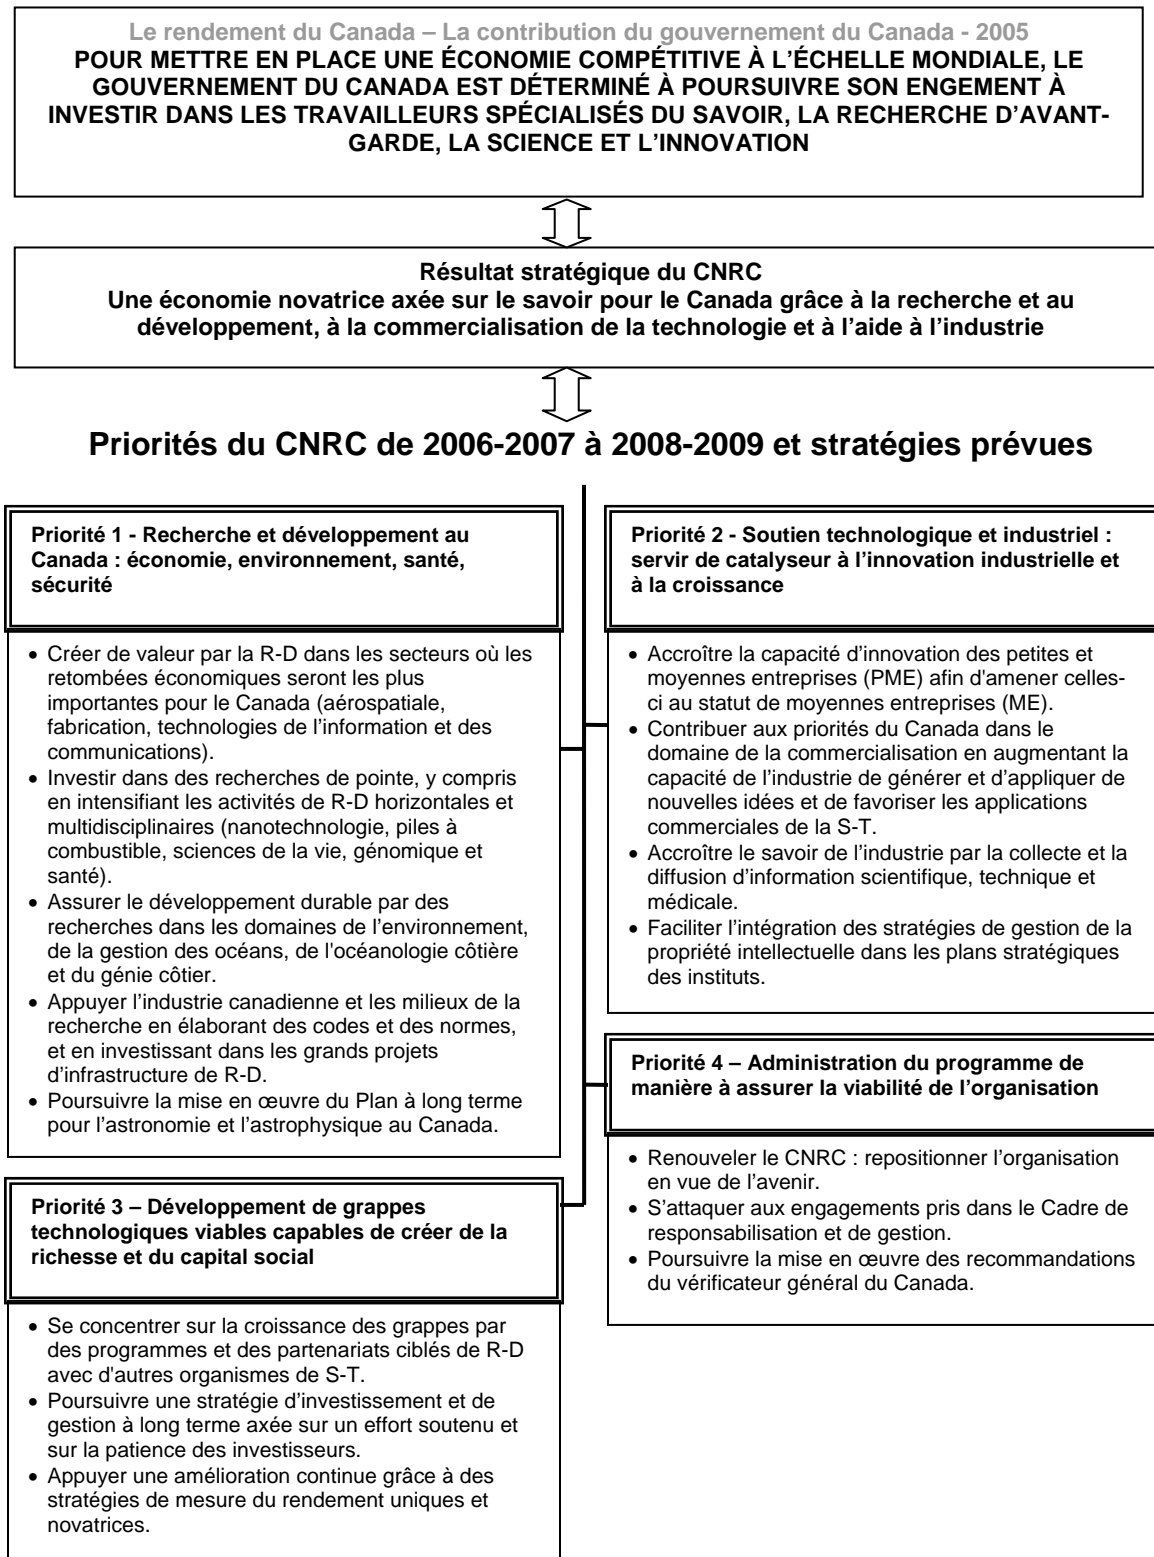 Le rendement du Canada – La contribution du gouvernement du Canada - 2005
POUR METTRE EN PLACE UNE ÉCONOMIE COMPÉTITIVE À L’ÉCHELLE MONDIALE, LE
GOUVERNEMENT DU CANADA EST DÉTERMINÉ À POURSUIVRE SON ENGEMENT À
INVESTIR DANS LES TRAVAILLEURS SPÉCIALISÉS DU SAVOIR, LA RECHERCHE D’AVANT-
GARDE, LA SCIENCE ET L’INNOVATION
Résultat stratégique du CNRC
Une économie novatrice axée sur le savoir pour le Canada grâce à la recherche et au
développement, à la commercialisation de la technologie et à l’aide à l’industrie
Priorités du CNRC de 2006-2007 à 2008-2009 et stratégies prévues
Priorité 1 - Recherche et développement au
Canada : économie, environnement, santé,
sécurité
• Créer de valeur par la R-D dans les secteurs où les
retombées économiques seront les plus
importantes pour le Canada (aérospatiale,
fabrication, technologies de l’information et des
communications).
• Investir dans des recherches de pointe, y compris
en intensifiant les activités de R-D horizontales et
multidisciplinaires (nanotechnologie, piles à
combustible, sciences de la vie, génomique et
santé).
• Assurer le développement durable par des
recherches dans les domaines de l’environnement,
de la gestion des océans, de l'océanologie côtière
et du génie côtier.
• Appuyer l’industrie canadienne et les milieux de la
recherche en élaborant des codes et des normes,
et en investissant dans les grands projets
d’infrastructure de R-D.
• Poursuivre la mise en œuvre du Plan à long terme
pour l’astronomie et l’astrophysique au Canada.
Priorité 2 - Soutien technologique et industriel :
servir de catalyseur à l’innovation industrielle et
à la croissance
• Accroître la capacité d’innovation des petites et
moyennes entreprises (PME) afin d'amener celles-
ci au statut de moyennes entreprises (ME).
• Contribuer aux priorités du Canada dans le
domaine de la commercialisation en augmentant la
capacité de l’industrie de générer et d’appliquer de
nouvelles idées et de favoriser les applications
commerciales de la S-T.
• Accroître le savoir de l’industrie par la collecte et la
diffusion d’information scientifique, technique et
médicale.
• Faciliter l’intégration des stratégies de gestion de la
propriété intellectuelle dans les plans stratégiques
des instituts.
Priorité 3 – Développement de grappes
technologiques viables capables de créer de la
richesse et du capital social
• Se concentrer sur la croissance des grappes par
des programmes et des partenariats ciblés de R-D
avec d'autres organismes de S-T.
• Poursuivre une stratégie d’investissement et de
gestion à long terme axée sur un effort soutenu et
sur la patience des investisseurs.
• Appuyer une amélioration continue grâce à des
stratégies de mesure du rendement uniques et
novatrices.
Priorité 4 – Administration du programme de
manière à assurer la viabilité de l’organisation
• Renouveler le CNRC : repositionner l’organisation
en vue de l’avenir.
• S’attaquer aux engagements pris dans le Cadre de
responsabilisation et de gestion.
• Poursuivre la mise en œuvre des recommandations
du vérificateur général du Canada.